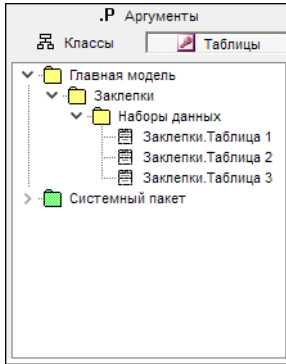 .P Аргументы
Классы Таблицы
Главная модель
Заклепки
Наборы данных
Заклепки.Таблица 1
Заклепки.Таблица 2
Заклепки.Таблица 3
Системный пакет